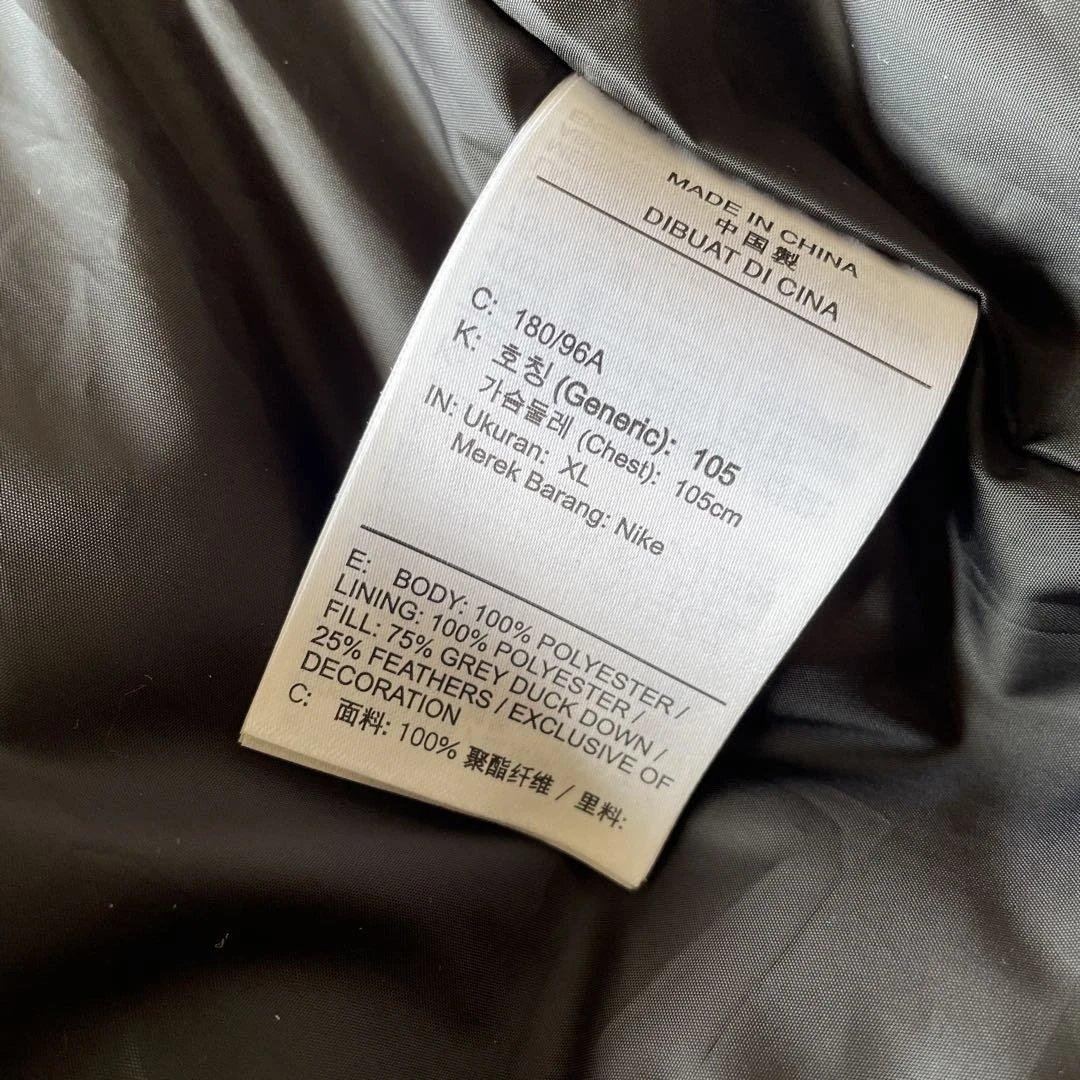 MADE IN CHINA
中国製
DIBUAT DI CINA
C: 180/96A
K: 호칭 (Generic): 105
가슴둘레 (Chest): 105cm
IN: Ukuran: XL
Merek Barang: Nike
E: BODY: 100% POLYESTER /
LINING: 100% POLYESTER /
FILL: 75% GREY DUCK DOWN /
25% FEATHERS / EXCLUSIVE OF
DECORATION
C: 面料: 100% 聚酯纤维 / 里料: